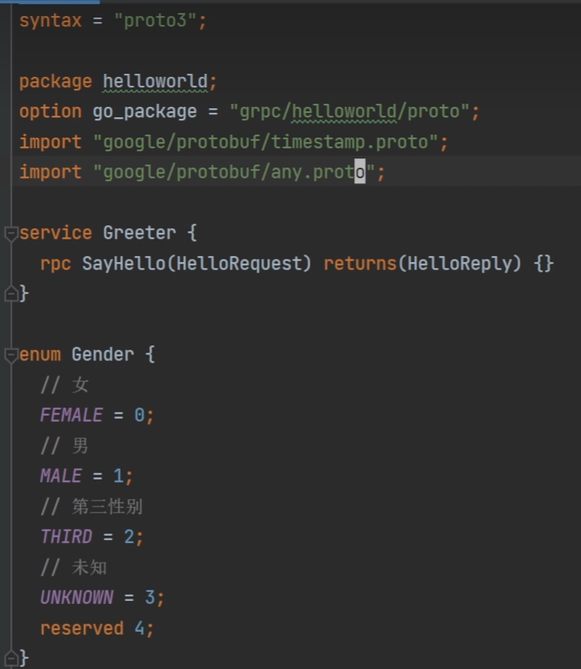 syntax = "proto3";
package helloworld;
option go_package = "grpc/helloworld/proto";
import "google/protobuf/timestamp.proto";
import "google/protobuf/any.proto";
service Greeter {
rpc SayHello(HelloRequest) returns(HelloReply) {}
}
enum Gender {
// 女
FEMALE = 0;
// 男
MALE = 1;
// 第三性别
THIRD = 2;
// 未知
UNKNOWN = 3;
reserved 4;
}